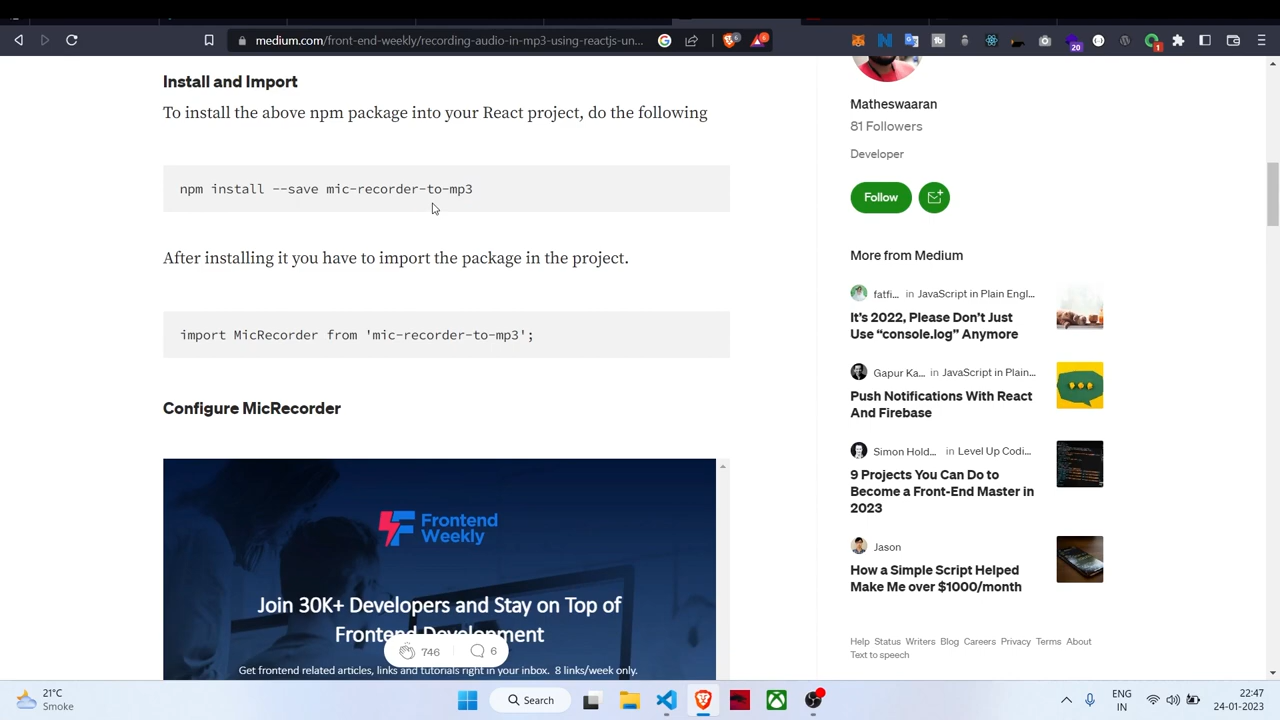 medium.com/front-end-weekly/recording-audio-in-mp3-using-reactjs-un...
6
4
20
1
Install and Import
To install the above npm package into your React project, do the following
npm install --save mic-recorder-to-mp3
After installing it you have to import the package in the project.
import MicRecorder from 'mic-recorder-to-mp3';
Configure MicRecorder
Frontend
Weekly
Join 30K+ Developers and Stay on Top of
Frontend Development
Get frontend related articles, links and tutorials right in your inbox. 8 links/week only.
746
6
Matheswaaran
81 Followers
Developer
Follow
More from Medium
fatfi... in JavaScript in Plain Engl...
It's 2022, Please Don't Just
Use “console.log” Anymore
Gapur Ka... in JavaScript in Plain...
Push Notifications With React
And Firebase
Simon Hold... in Level Up Codi...
9 Projects You Can Do to
Become a Front-End Master in
2023
Jason
How a Simple Script Helped
Make Me over $1000/month
Help Status Writers Blog Careers Privacy Terms About
Text to speech
21°C
Smoke
Search
ENG
IN
2:47
24-01-2023